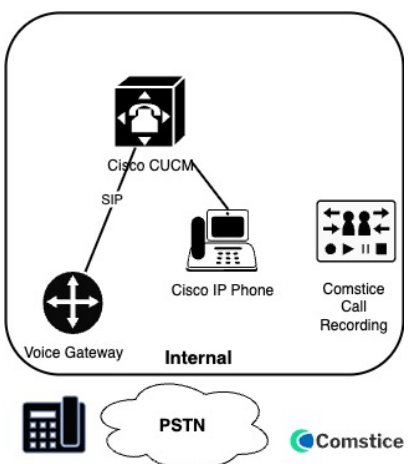 Cisco CUCM
SIP
Cisco IP Phone
Comstice
Call
Recording
Voice Gateway
Internal
PSTN
Comstice